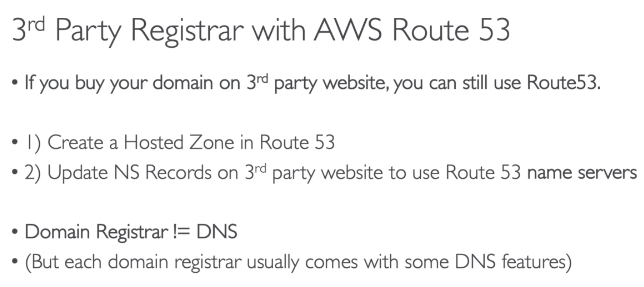 3rd Party Registrar with AWS Route 53
• If you buy your domain on 3rd party website, you can still use Route53.
• 1) Create a Hosted Zone in Route 53
• 2) Update NS Records on 3rd party website to use Route 53 name servers
• Domain Registrar != DNS
• (But each domain registrar usually comes with some DNS features)